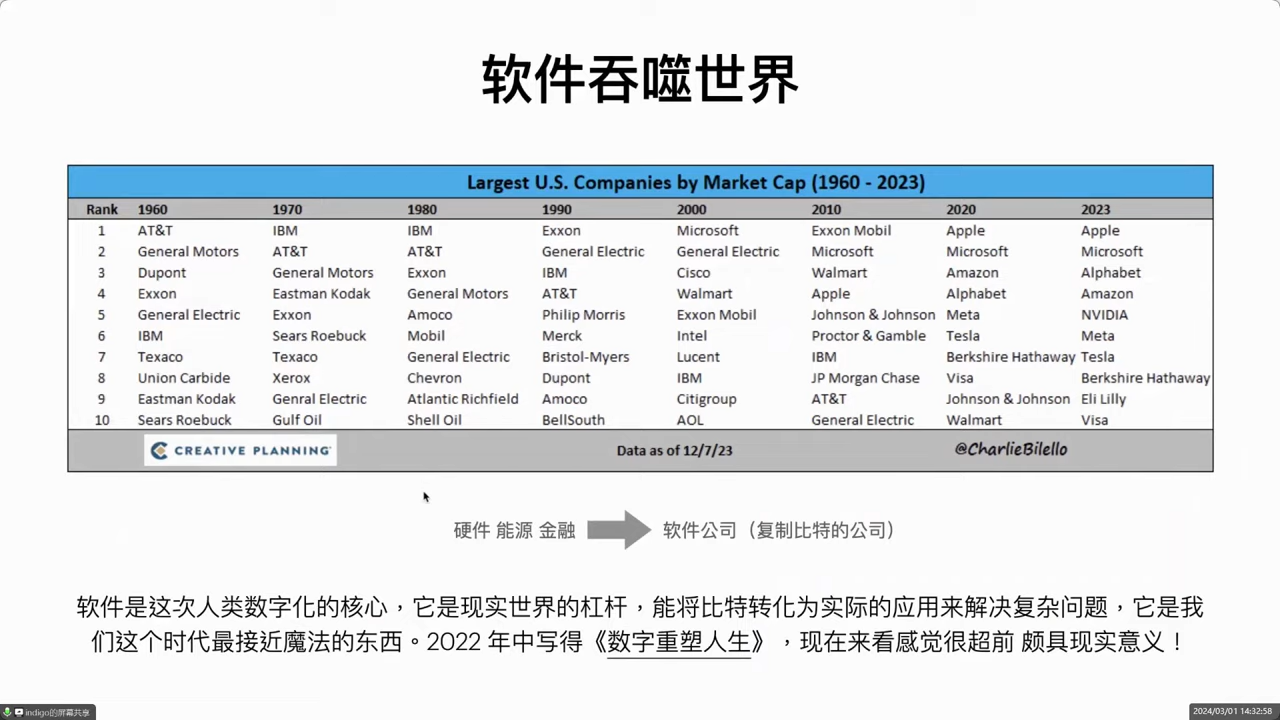 软件吞噬世界
Largest U.S. Companies by Market Cap (1960 - 2023)
Rank 1960 1970 1980 1990 2000 2010 2020 2023
1 AT&T IBM IBM Exxon Microsoft Exxon Mobil Apple Apple
2 General Motors AT&T AT&T General Electric General Electric Microsoft Microsoft Microsoft
3 Dupont General Motors Exxon IBM Cisco Walmart Amazon Alphabet
4 Exxon Eastman Kodak General Motors AT&T Walmart Apple Alphabet Amazon
5 General Electric Exxon Amoco Philip Morris Exxon Mobil Johnson & Johnson Meta NVIDIA
6 IBM Sears Roebuck Mobil Merck Intel Proctor & Gamble Tesla Meta
7 Texaco Texaco General Electric Bristol-Myers Lucent IBM Berkshire Hathaway Tesla
8 Union Carbide Xerox Chevron Dupont IBM JP Morgan Chase Visa Berkshire Hathaway
9 Eastman Kodak Genral Electric Atlantic Richfield Amoco Citigroup AT&T Johnson & Johnson Eli Lilly
10 Sears Roebuck Gulf Oil Shell Oil BellSouth AOL General Electric Walmart Visa
CREATIVE PLANNING Data as of 12/7/23 @CharlieBilello
硬件 能源 金融 软件公司（复制比特的公司）
软件是这次人类数字化的核心，它是现实世界的杠杆，能将比特转化为实际的应用来解决复杂问题，它是我
们这个时代最接近魔法的东西。2022 年中写得《数字重塑人生》，现在来看感觉很超前 颇具现实意义！
indigo的屏幕共享 2024/03/01 14:32:58